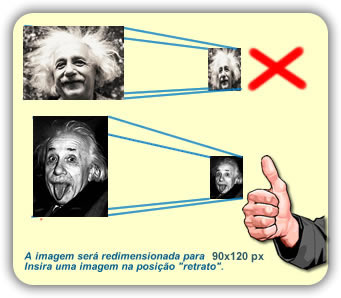 A imagem será redimensionada para 90x120 px
Insira uma imagem na posição "retrato".